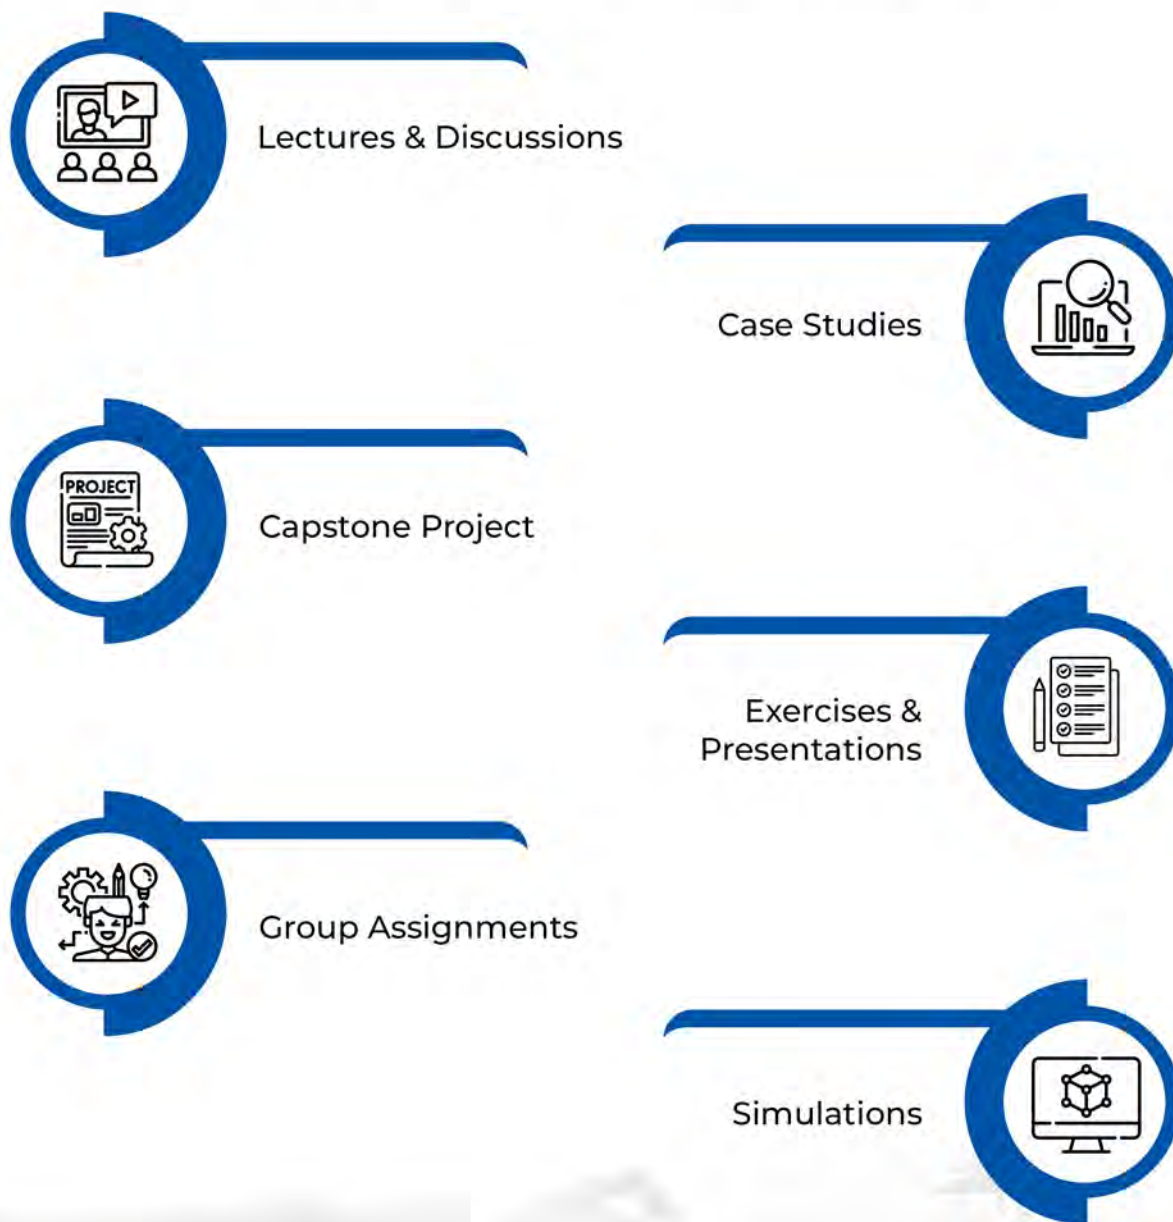 Lectures & Discussions
Case Studies
PROJECT
Capstone Project
Exercises &
Presentations
Group Assignments
Simulations